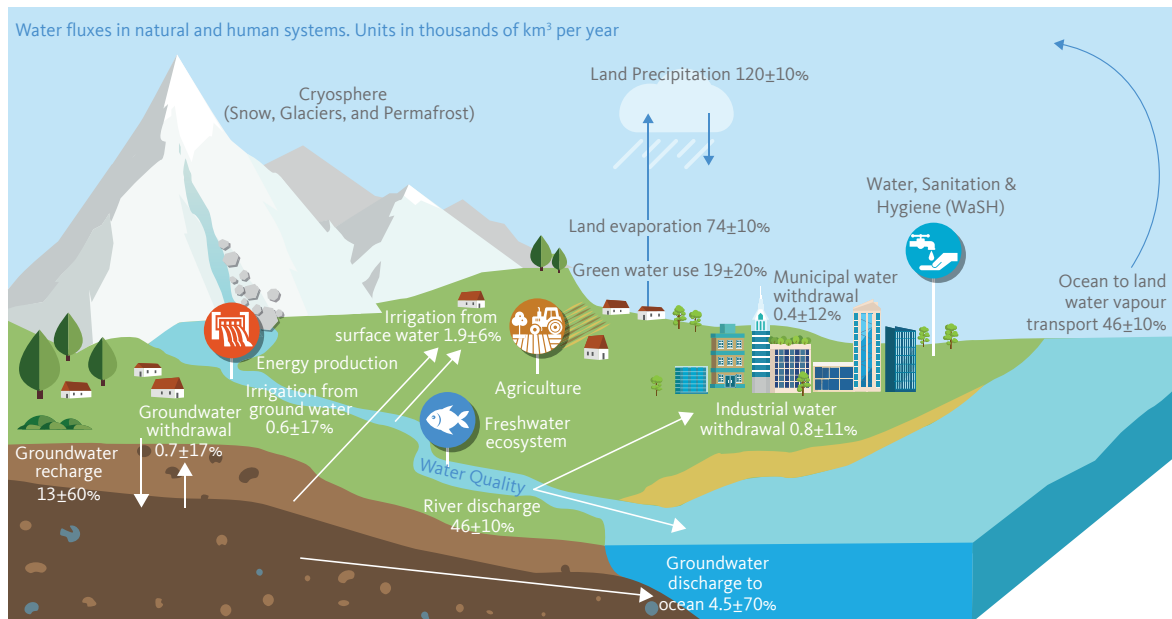 Water fluxes in natural and human systems. Units in thousands of km³ per year
Land Precipitation 120±10%
Cryosphere
(Snow, Glaciers, and Permafrost)
Water, Sanitation &
Hygiene (WaSH)
Land evaporation 74±10%
Green water use 19±20%
Municipal water
withdrawal
0.4±12%
Ocean to land
water vapour
transport 46±10%
Irrigation from
surface water 1.9±6%
Energy production
Agriculture
Irrigation from
ground water
0.6±17%
Groundwater
withdrawal
0.7±17%
Industrial water
withdrawal 0.8±11%
Freshwater
ecosystem
Groundwater
recharge
13±60%
Water Quality
River discharge
46±10%
Groundwater
discharge to
ocean 4.5±70%